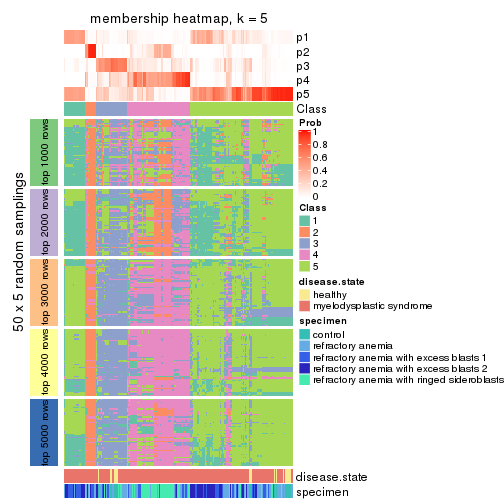 membership heatmap, k = 5
p1
p2
p3
p4
p5
Class
50 x 5 random samplings
top 1000 rows
top 2000 rows
top 3000 rows
top 4000 rows
top 5000 rows
Prob
1
0.8
0.6
0.4
0.2
0
Class
1
2
3
4
5
disease.state
healthy
myelodysplastic syndrome
specimen
control
refractory anemia
refractory anemia with excess blasts 1
refractory anemia with excess blasts 2
refractory anemia with ringed sideroblasts
disease.state
specimen